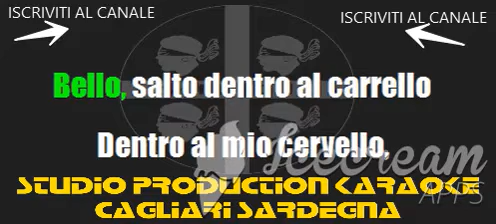 ISCRIVITI AL CANALE
ISCRIVITI AL CANALE
Bello, salto dentro al carrello
Dentro al mio cervello,
Icecream
APPS
STUDIO PRODUCTION KARAOKE
CAGLIARI SARDEGNA